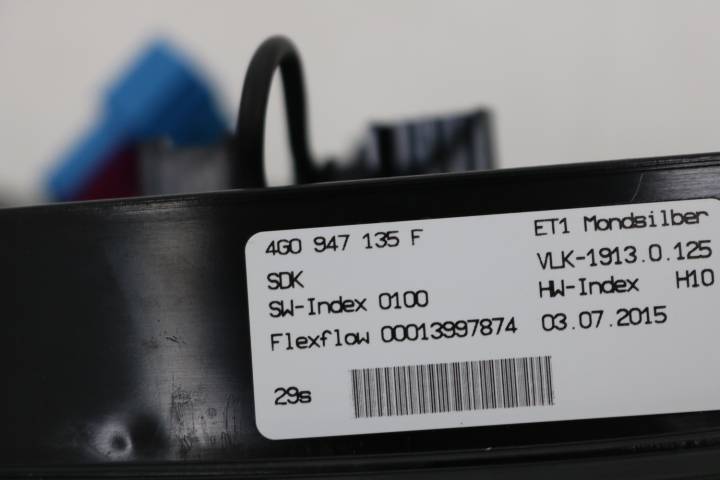 4G0 947 135 F ET1 Mondsilber
SDK VLK-1913.0.125
SW-Index 0100 HW-Index H10
Flexflow 00013997874 03.07.2015
29s